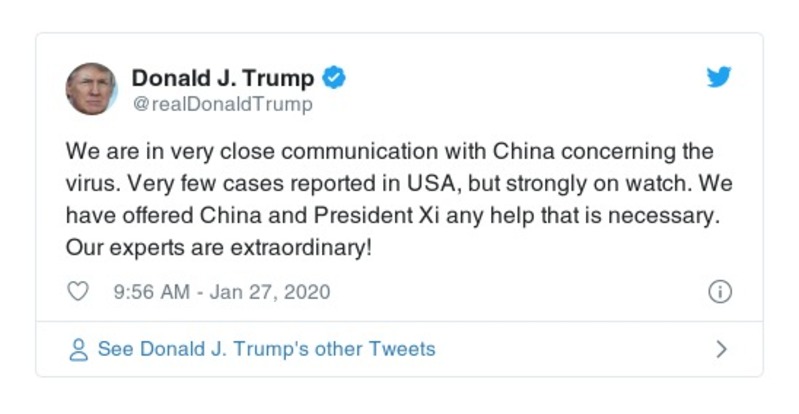 Donald J. Trump
@realDonaldTrump
We are in very close communication with China concerning the
virus. Very few cases reported in USA, but strongly on watch. We
have offered China and President Xi any help that is necessary.
Our experts are extraordinary!
9:56 AM - Jan 27, 2020
See Donald J. Trump's other Tweets